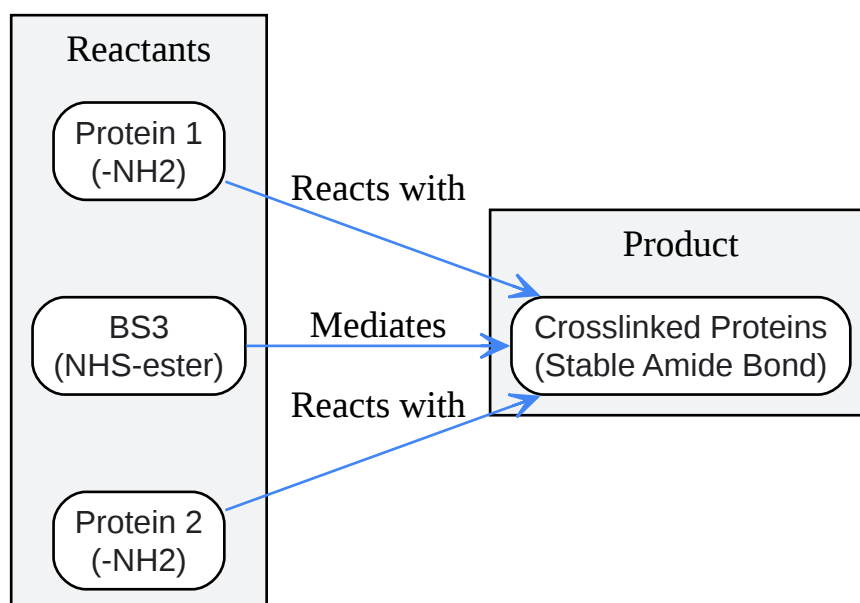 Reactants
Protein 1
(-NH2)
Reacts with
Product
BS3
(NHS-ester)
Mediates
Crosslinked Proteins
(Stable Amide Bond)
Reacts with
Protein 2
(-NH2)